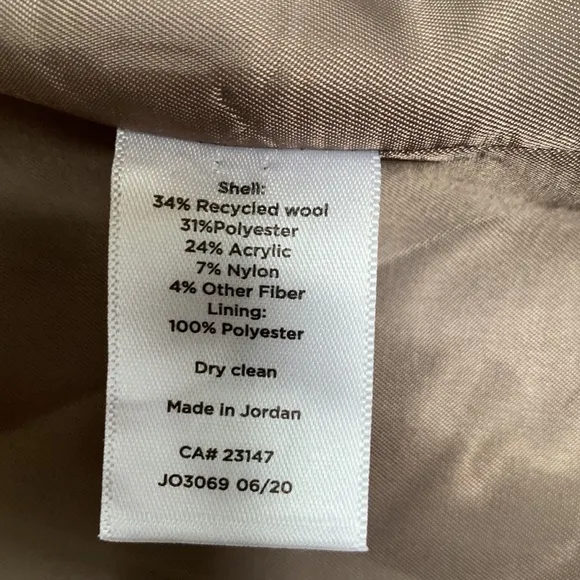 Shell:
34% Recycled wool
31%Polyester
24% Acrylic
7% Nylon
4% Other Fiber
Lining:
100% Polyester
Dry clean
Made in Jordan
CA# 23147
JO3069 06/20